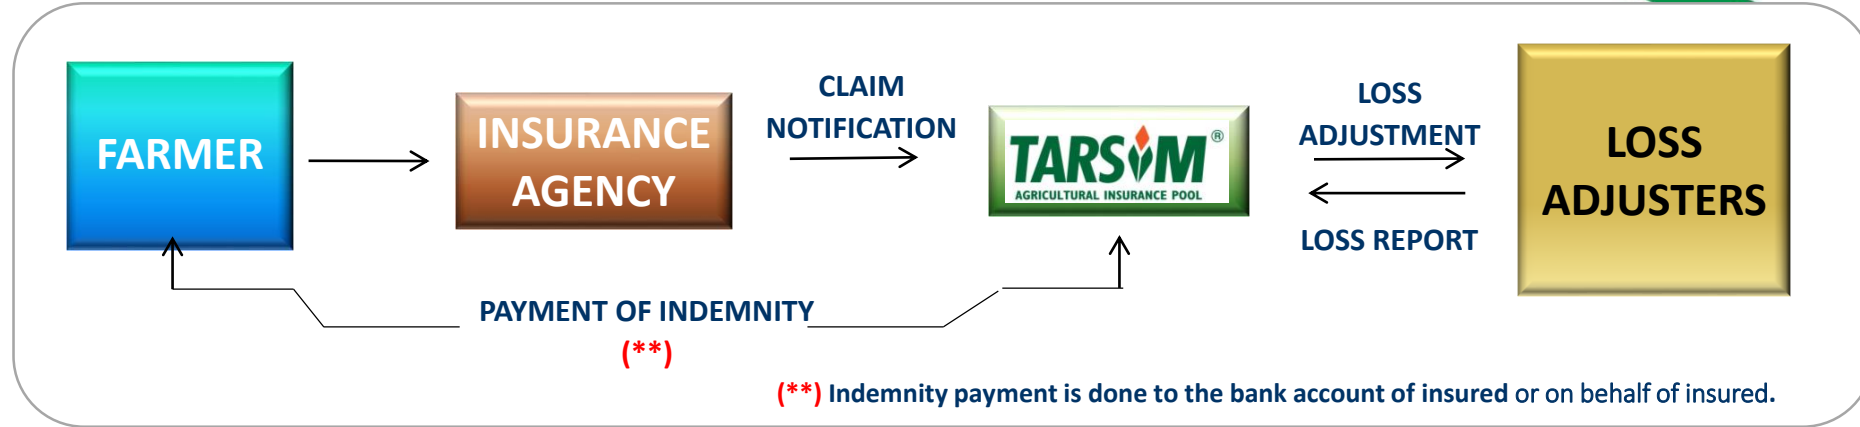 FARMER
INSURANCE
AGENCY
CLAIM
NOTIFICATION
TARSİM®
AGRICULTURAL INSURANCE POOL
LOSS
ADJUSTMENT
LOSS REPORT
LOSS
ADJUSTERS
PAYMENT OF INDEMNITY
(**)
(**) Indemnity payment is done to the bank account of insured or on behalf of insured.